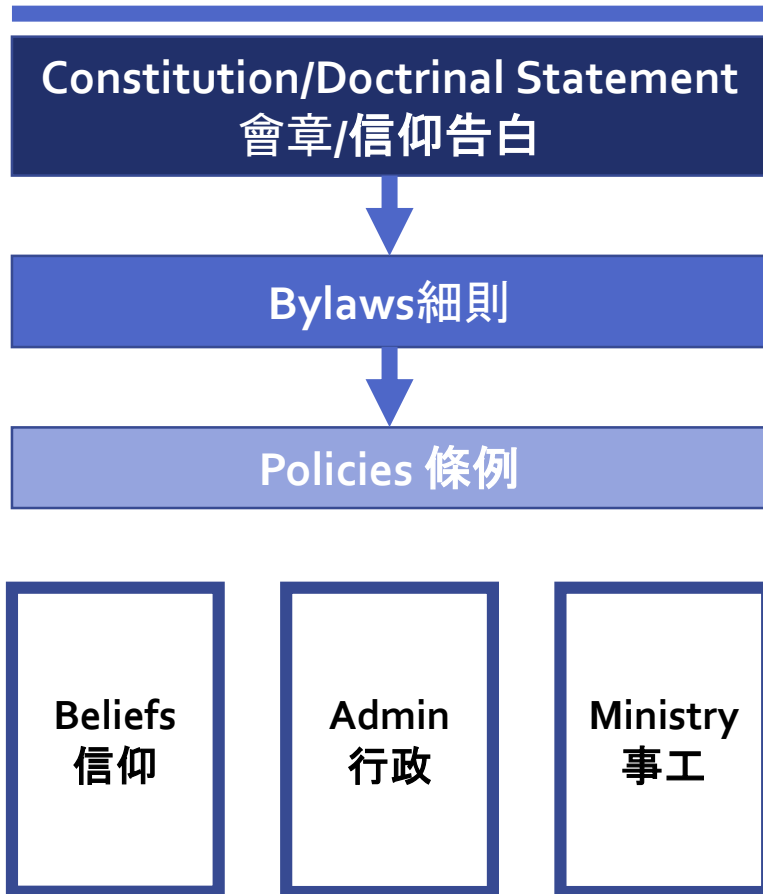 Constitution/Doctrinal Statement
會章/信仰告白
Bylaws細則
Policies 條例
Beliefs
信仰
Admin
行政
Ministry
事工